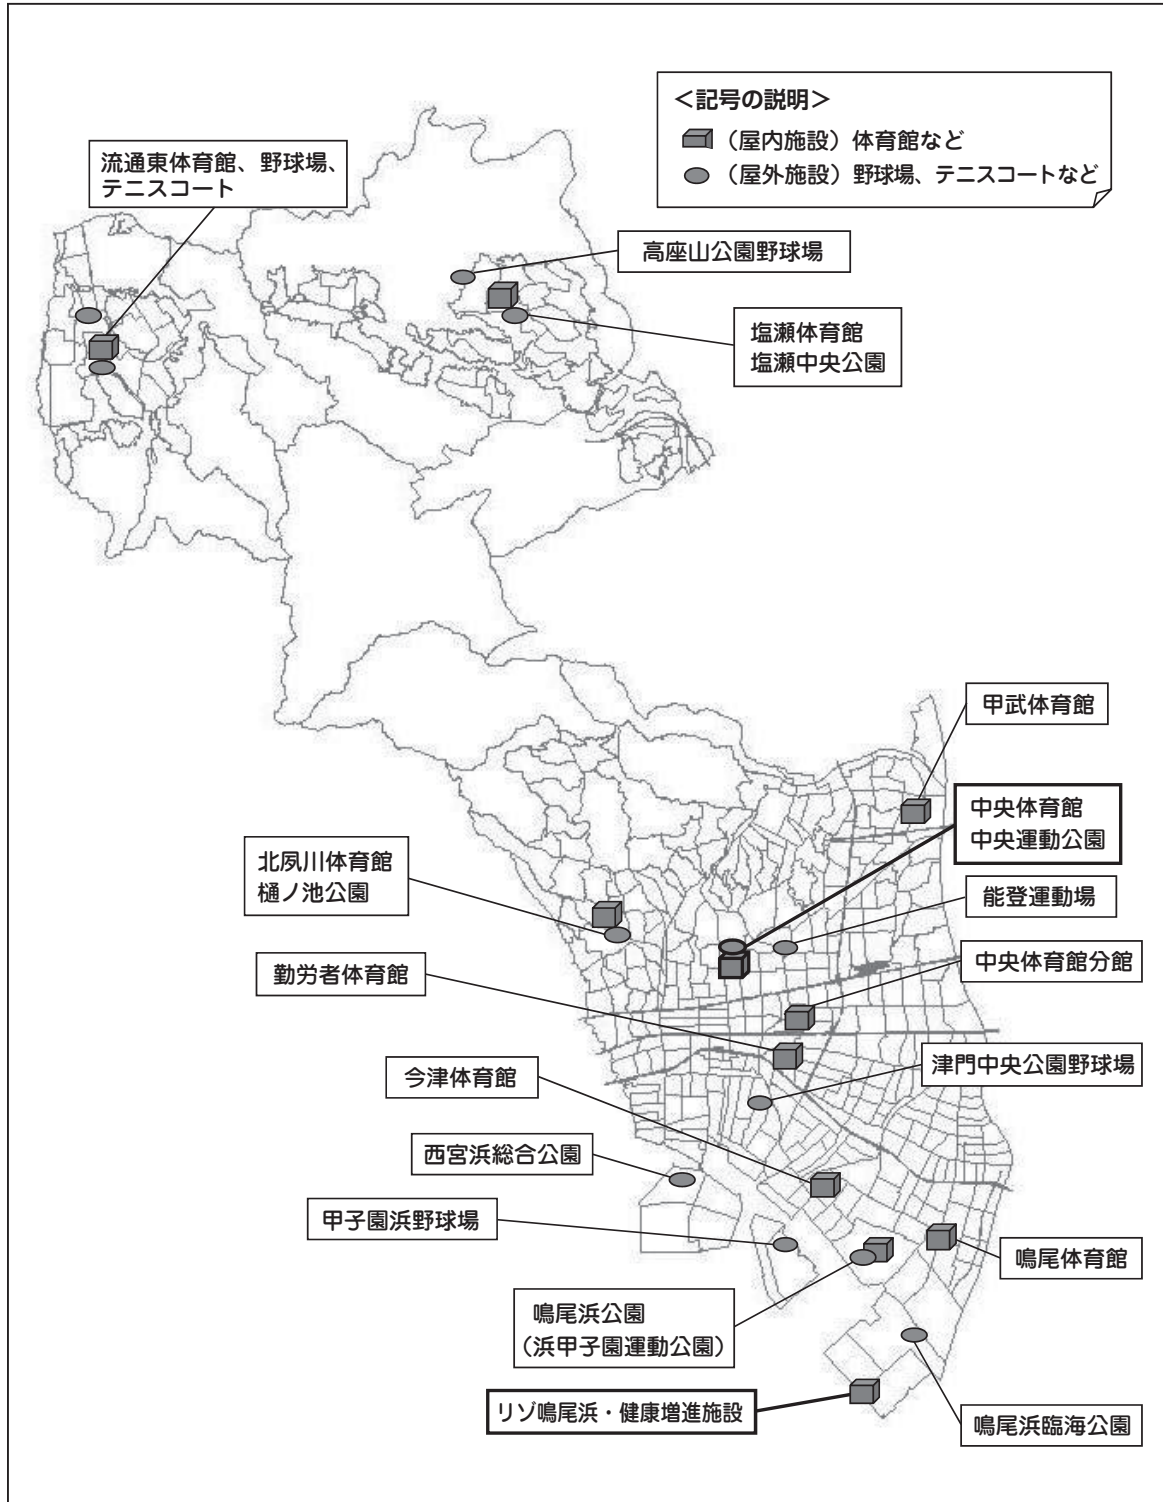 ＜記号の説明＞
（屋内施設）体育館など
（屋外施設）野球場、テニスコートなど
流通東体育館、野球場、
テニスコート
高座山公園野球場
塩瀬体育館
塩瀬中央公園
甲武体育館
中央体育館
中央運動公園
北夙川体育館
樋ノ池公園
能登運動場
勤労者体育館
中央体育館分館
今津体育館
津門中央公園野球場
西宮浜総合公園
甲子園浜野球場
鳴尾体育館
鳴尾浜公園
（浜甲子園運動公園）
リゾ鳴尾浜・健康増進施設
鳴尾浜臨海公園